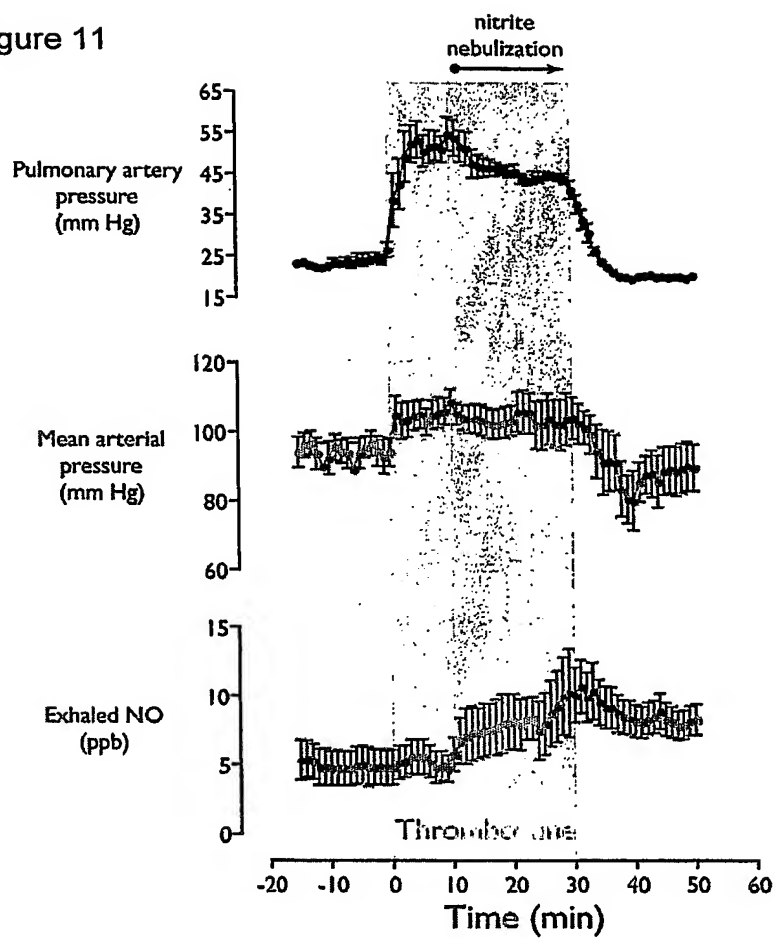 gure 11
nitrite
nebulization
65
55
45
35
25
15
Pulmonary artery
pressure
(mm Hg)
120
100
80
60
Mean arterial
pressure
(mm Hg)
15
10
5
0
Exhaled NO
(ppb)
-20 -10 0 10 20 30 40 50 60
Time (min)